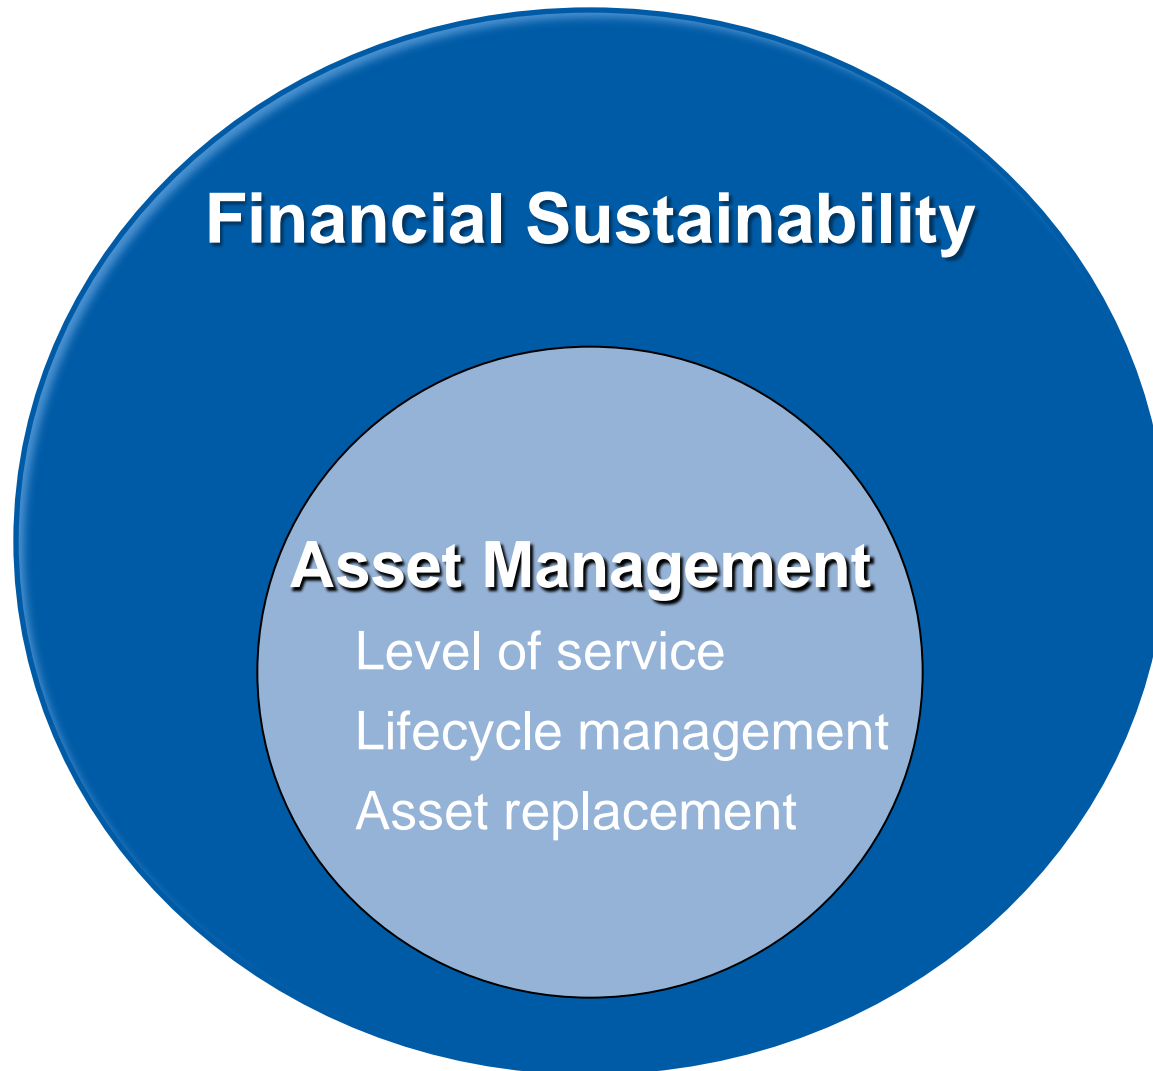 Financial Sustainability
Asset Management
Level of service
Lifecycle management
Asset replacement